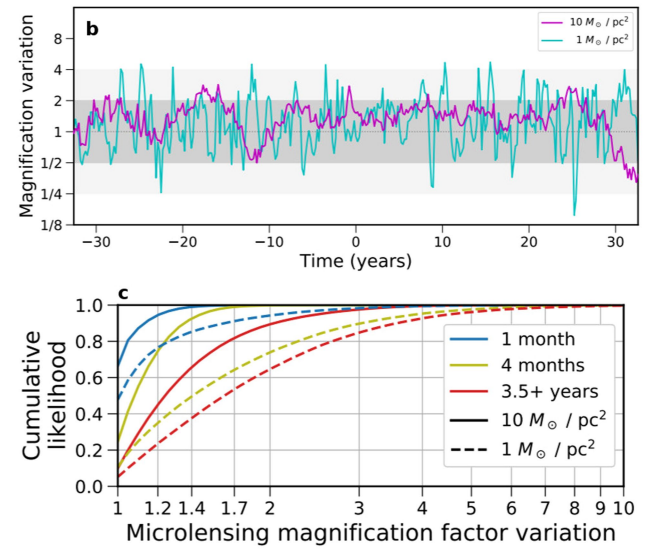 b
10 M⊙ / pc²
1 M⊙ / pc²
Magnification variation
8
4
2
1
1/2
1/4
1/8
−30 −20 −10 0 10 20 30
Time (years)
c
Cumulative
likelihood
1.0
0.8
0.6
0.4
0.2
0.0
1 month
4 months
3.5+ years
10 M⊙ / pc²
1 M⊙ / pc²
1 1.2 1.4 1.7 2 3 4 5 6 7 8 9 10
Microlensing magnification factor variation